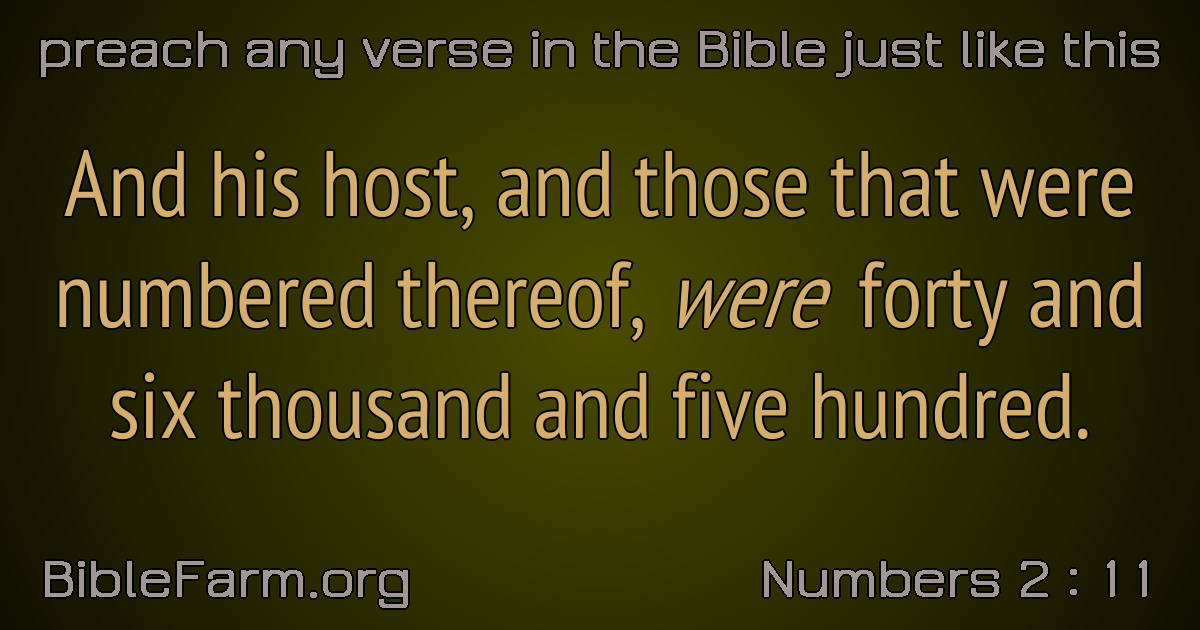 preach any verse in the Bible just like this
And his host, and those that were
numbered thereof, were forty and
six thousand and five hundred.
BibleFarm.org
Numbers 2 : 11